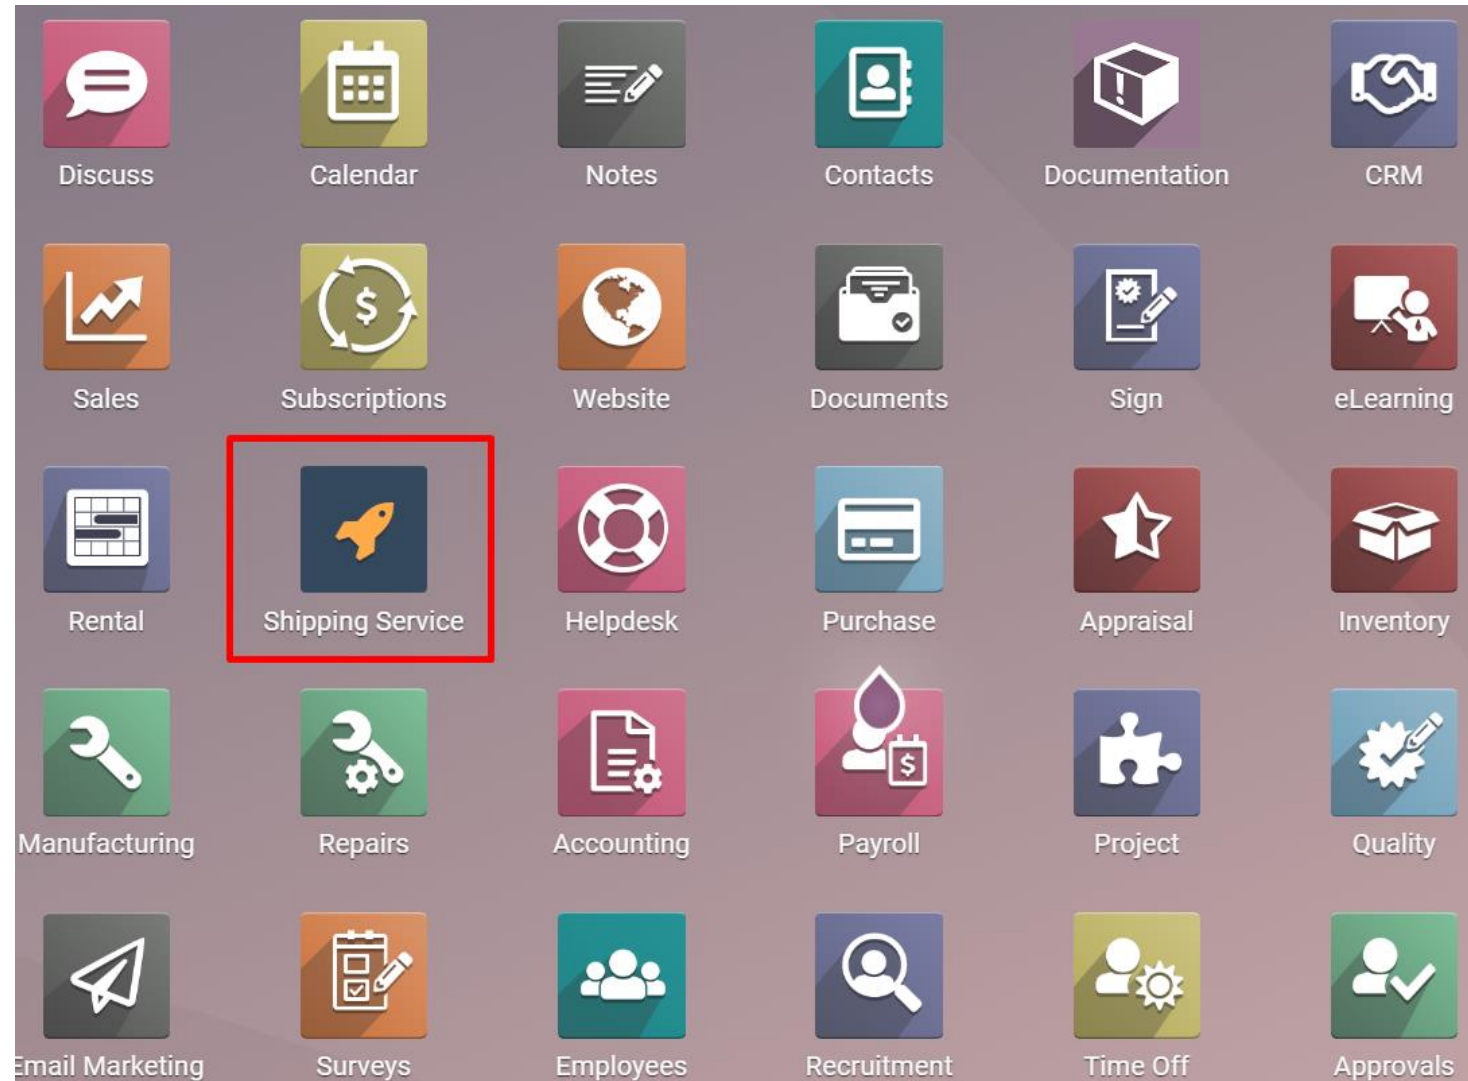 Discuss
Calendar
Notes
Contacts
Documentation
CRM
Sales
Subscriptions
Website
Documents
Sign
eLearning
Rental
Shipping Service
Helpdesk
Purchase
Appraisal
Inventory
Manufacturing
Repairs
Accounting
Payroll
Project
Quality
Email Marketing
Surveys
Employees
Recruitment
Time Off
Approvals